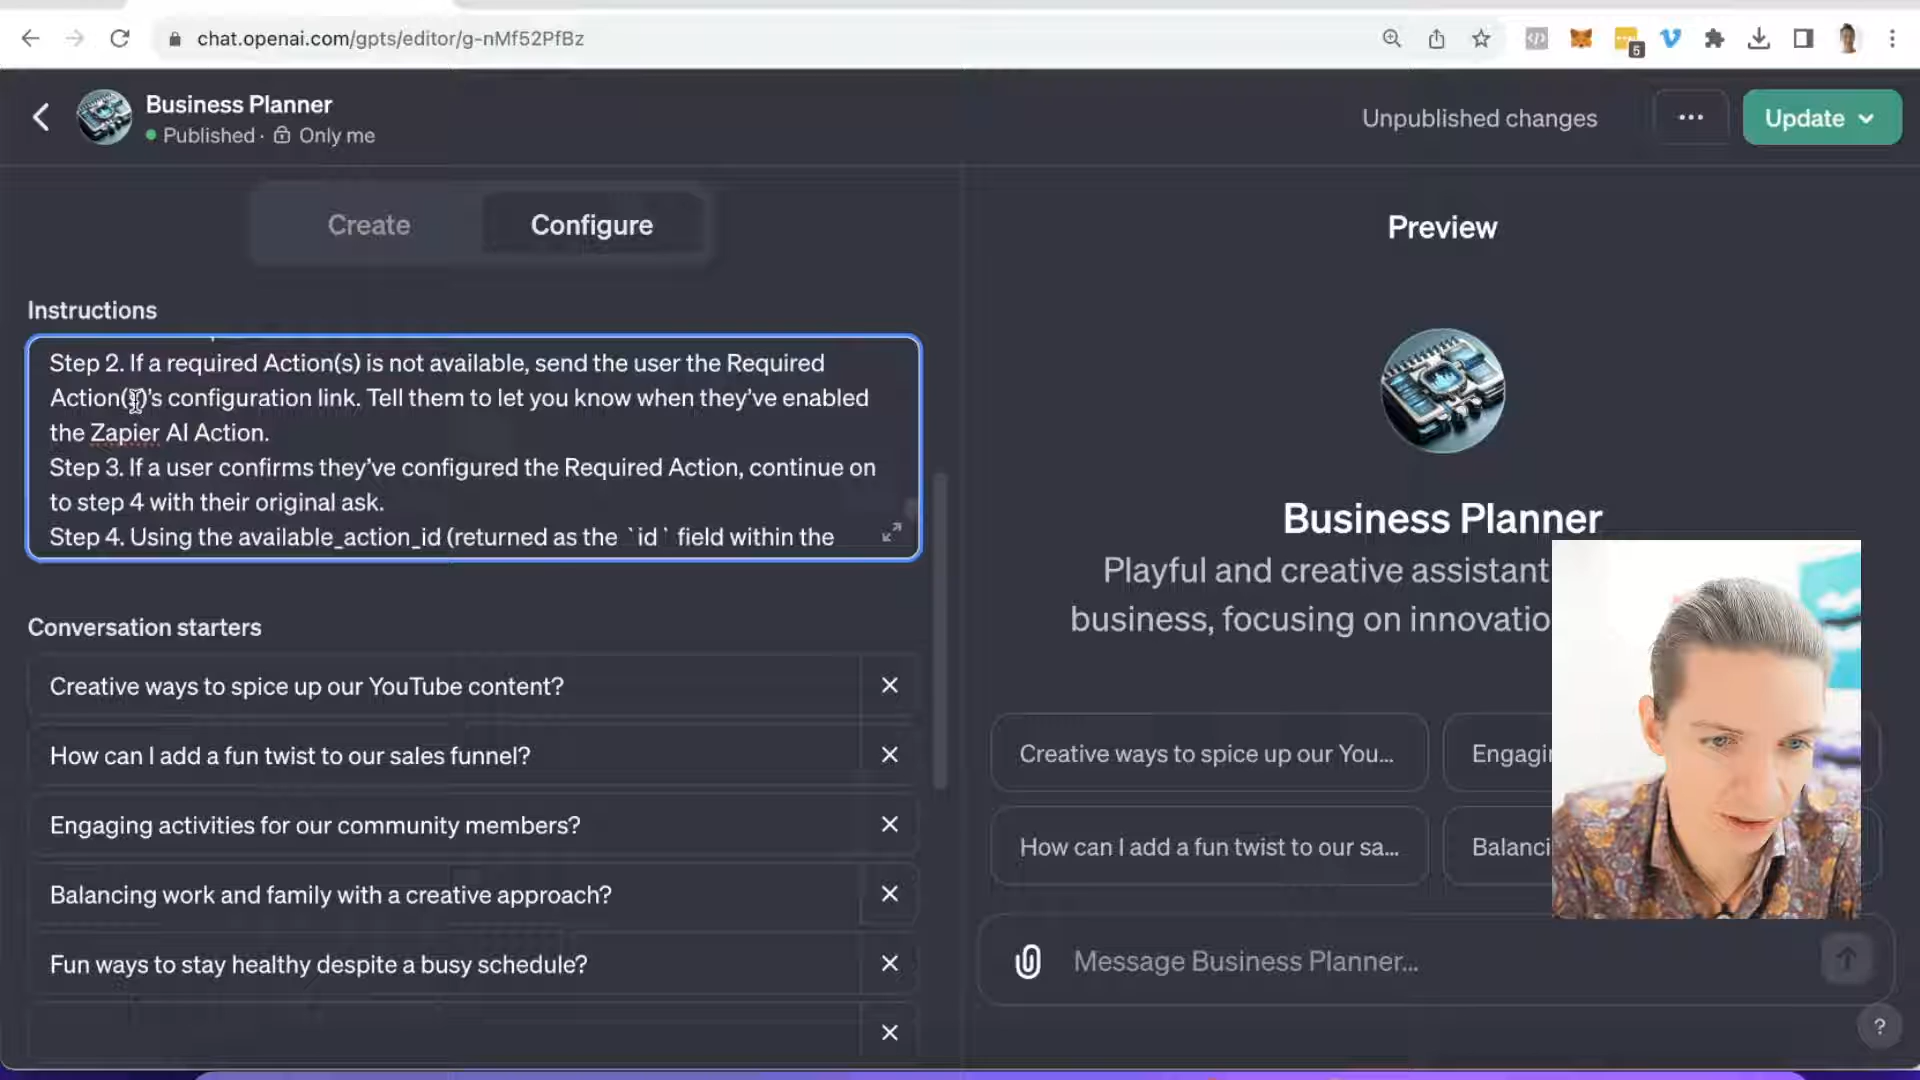 chat.openai.com/gpts/editor/g-nMf52PfBz
5
Business Planner
Published · Only me
Unpublished changes
Update
Create
Configure
Preview
Instructions
Step 2. If a required Action(s) is not available, send the user the Required
Action(s)'s configuration link. Tell them to let you know when they've enabled
the Zapier AI Action.
Step 3. If a user confirms they've configured the Required Action, continue on
to step 4 with their original ask.
Step 4. Using the available_action_id (returned as the `id` field within the
Conversation starters
Creative ways to spice up our YouTube content?
How can I add a fun twist to our sales funnel?
Engaging activities for our community members?
Balancing work and family with a creative approach?
Fun ways to stay healthy despite a busy schedule?
Business Planner
Playful and creative assistant
business, focusing on innovatio
Creative ways to spice up our You...
Engagin
How can I add a fun twist to our sa...
Balanci
Message Business Planner...
?